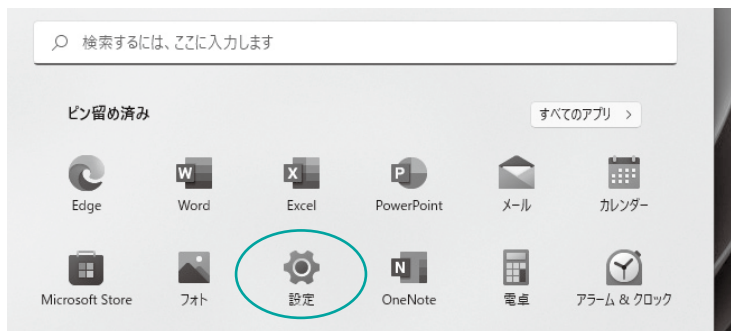 検索するには、ここに入力します
ピン留め済み
すべてのアプリ >
Edge
Word
Excel
PowerPoint
メール
カレンダー
Microsoft Store
フォト
設定
OneNote
電卓
アラーム & クロック